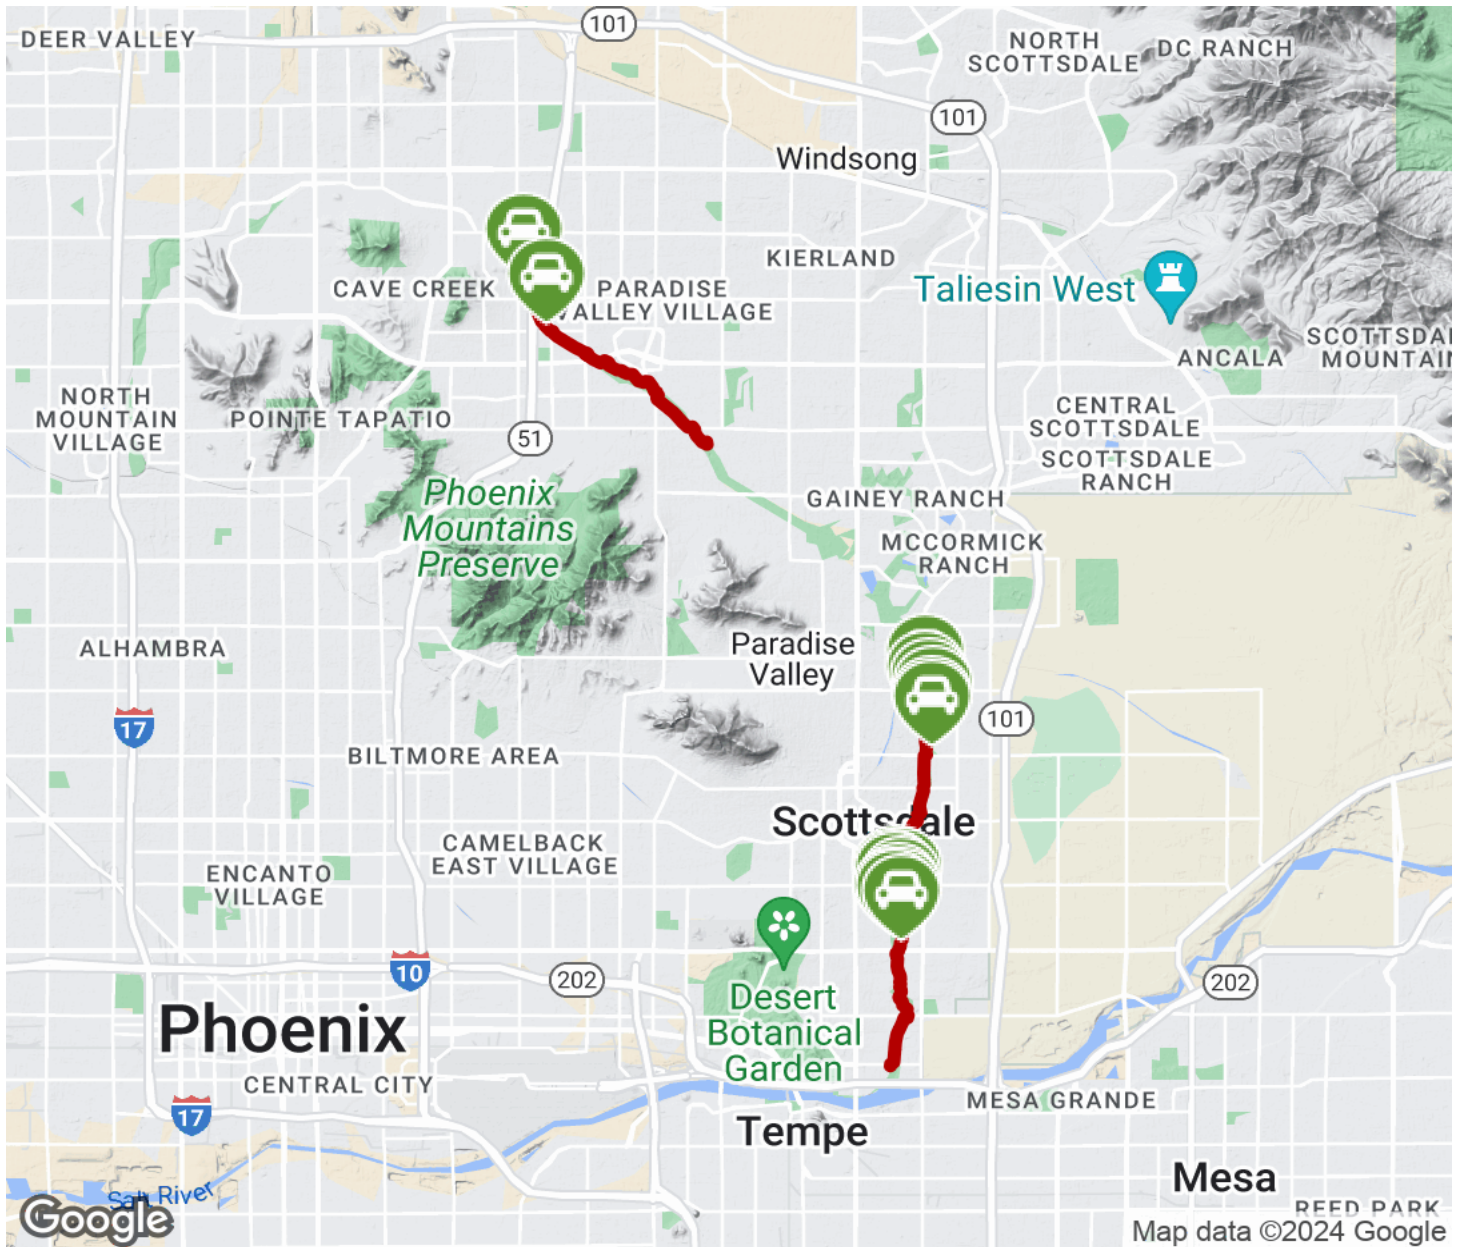 101
DEER VALLEY
NORTH
SCOTTSDALE
DC RANCH
101
Windsong
KIERLAND
CAVE CREEK
PARADISE
VALLEY VILLAGE
Taliesin West
SCOTTSDA
MOUNTAIN
ANCALA
NORTH
MOUNTAIN
VILLAGE
POINTE TAPATIO
51
CENTRAL
SCOTTSDALE
SCOTTSDALE
RANCH
Phoenix
Mountains
Preserve
GAINEY RANCH
MCCORMICK
RANCH
ALHAMBRA
Paradise
Valley
17
101
BILTMORE AREA
Scottsdale
CAMELBACK
EAST VILLAGE
ENCANTO
VILLAGE
10
202
202
Desert
Botanical
Garden
Phoenix
CENTRAL CITY
17
MESA GRANDE
Tempe
Mesa
Salt River
REED PARK
Google
Map data ©2024 Google